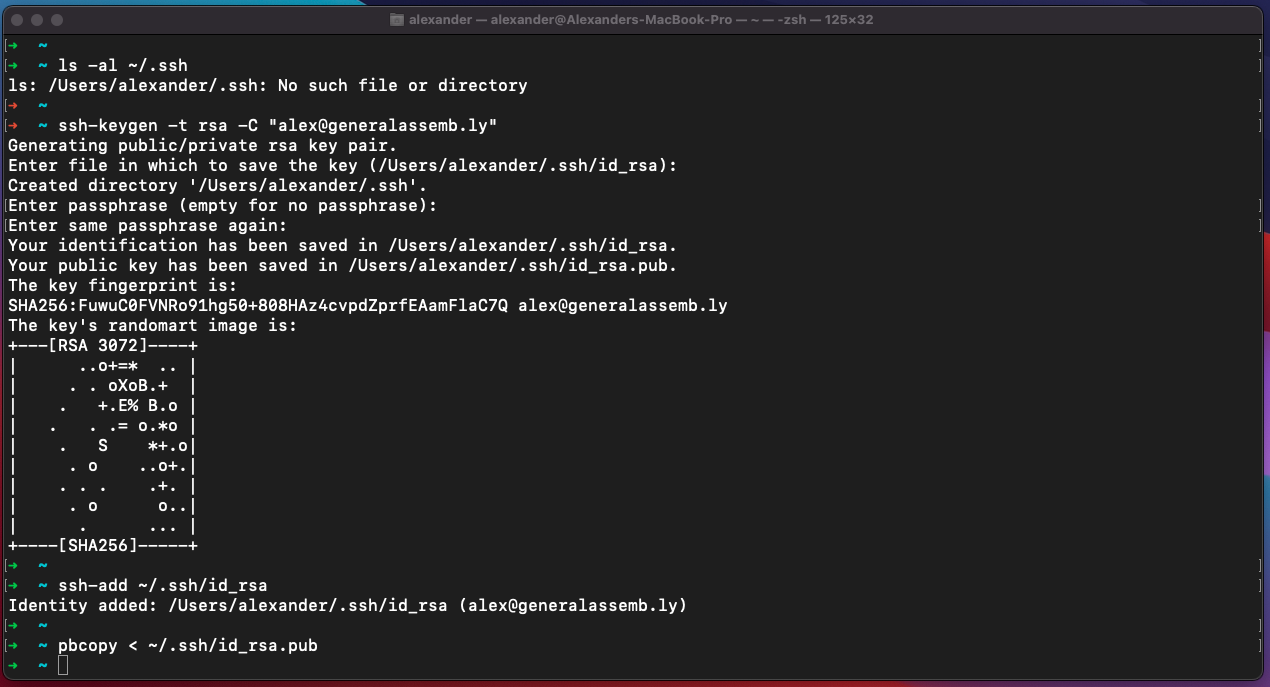 alexander — alexander@Alexanders-MacBook-Pro — ~ — -zsh — 125×32
[➜  ~ ]
[➜  ~ ls -al ~/.ssh ]
ls: /Users/alexander/.ssh: No such file or directory
[➜  ~ ]
[➜  ~ ssh-keygen -t rsa -C "alex@generalassemb.ly" ]
Generating public/private rsa key pair.
Enter file in which to save the key (/Users/alexander/.ssh/id_rsa):
Created directory '/Users/alexander/.ssh'.
[Enter passphrase (empty for no passphrase): ]
[Enter same passphrase again: ]
Your identification has been saved in /Users/alexander/.ssh/id_rsa.
Your public key has been saved in /Users/alexander/.ssh/id_rsa.pub.
The key fingerprint is:
SHA256:FuwuC0FVNRo91hg50+808HAz4cvpdZprfEAamFlaC7Q alex@generalassemb.ly
The key's randomart image is:
+---[RSA 3072]----+
|      ..o+=*  .. |
|     . . oXoB.+  |
|    .   +.E% B.o |
|   .   . .= o.*o |
|    .   S    *+.o|
|     . o    ..o+.|
|    . . .    .+. |
|     . o      o..|
|      .      ... |
+----[SHA256]-----+
[➜  ~ ]
[➜  ~ ssh-add ~/.ssh/id_rsa ]
Identity added: /Users/alexander/.ssh/id_rsa (alex@generalassemb.ly)
[➜  ~ ]
[➜  ~ pbcopy < ~/.ssh/id_rsa.pub ]
➜  ~